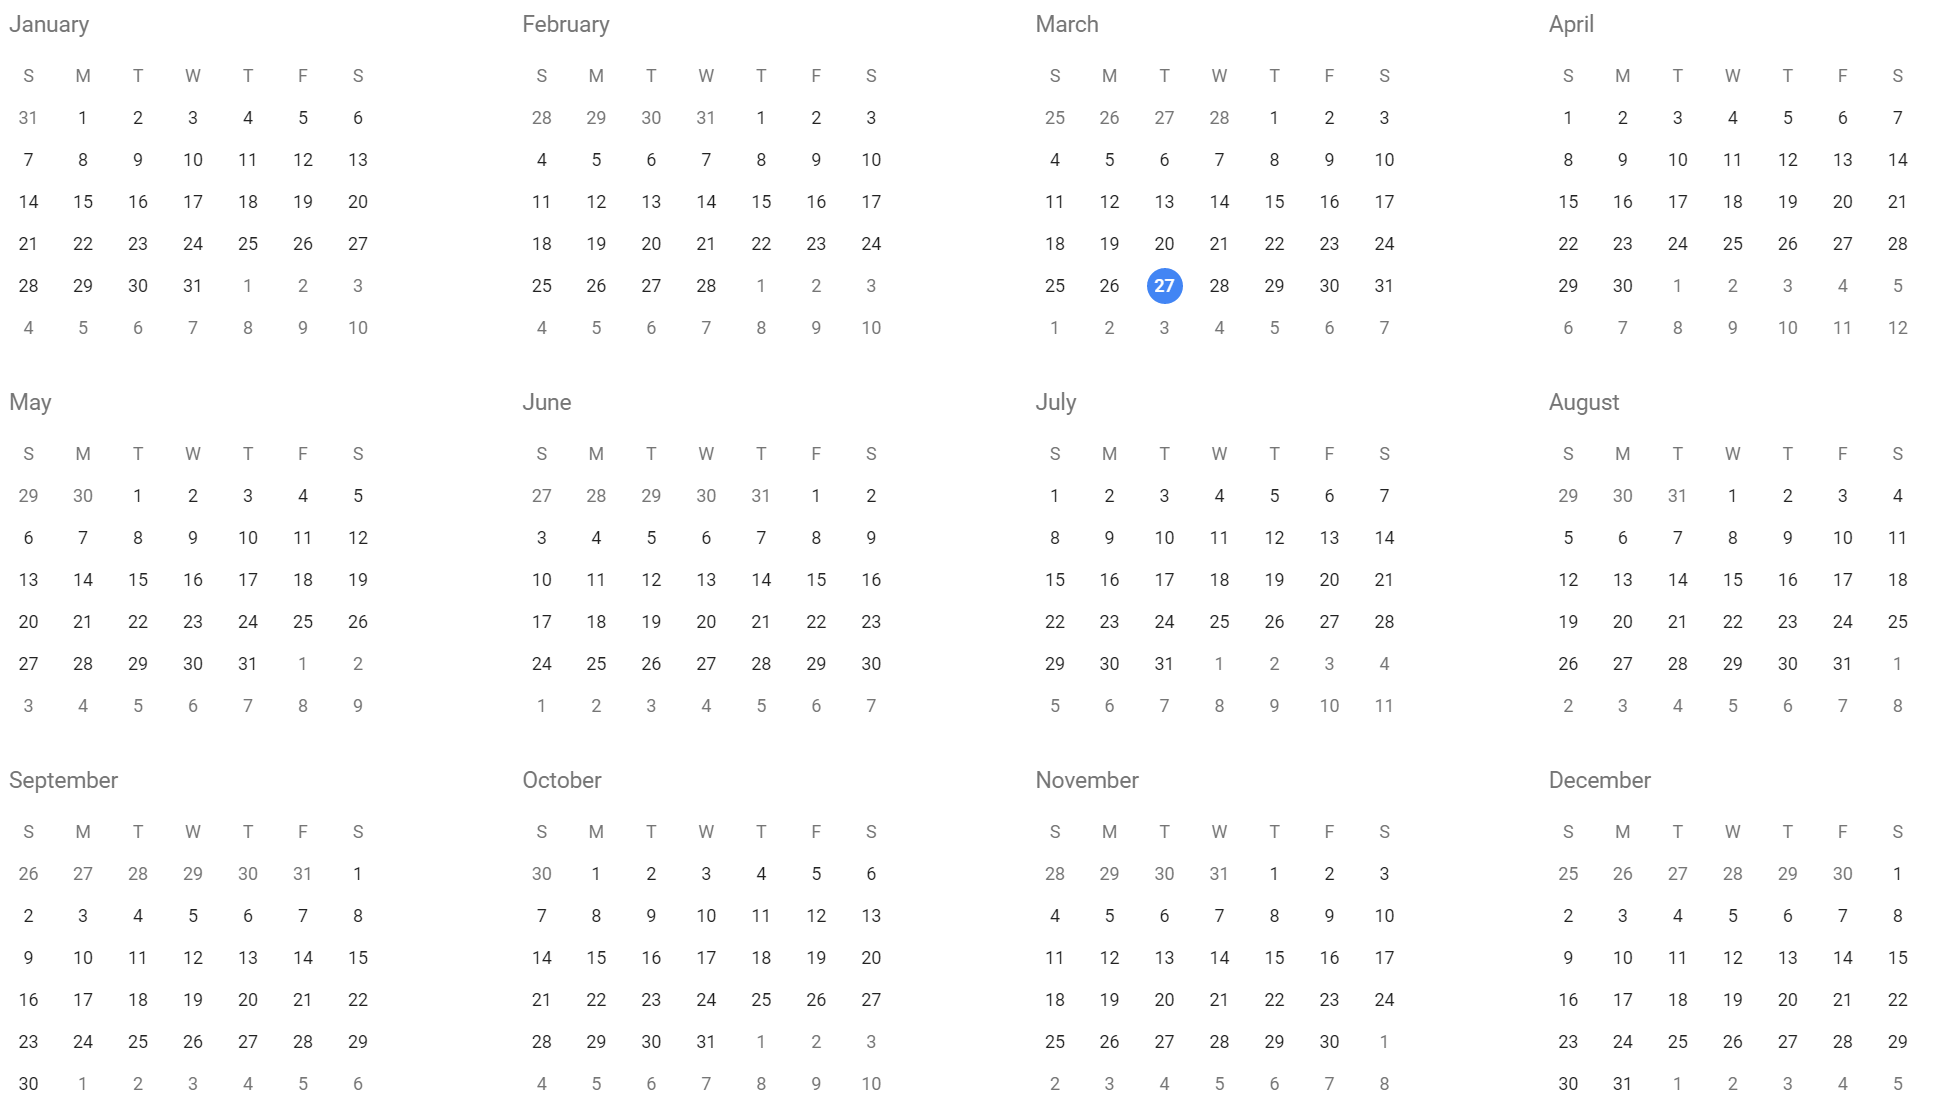 January February March April
S M T W T F S S M T W T F S S M T W T F S S M T W T F S
31 1 2 3 4 5 6 28 29 30 31 1 2 3 25 26 27 28 1 2 3 1 2 3 4 5 6 7
7 8 9 10 11 12 13 4 5 6 7 8 9 10 4 5 6 7 8 9 10 8 9 10 11 12 13 14
14 15 16 17 18 19 20 11 12 13 14 15 16 17 11 12 13 14 15 16 17 15 16 17 18 19 20 21
21 22 23 24 25 26 27 18 19 20 21 22 23 24 18 19 20 21 22 23 24 22 23 24 25 26 27 28
28 29 30 31 1 2 3 25 26 27 28 1 2 3 25 26 27 28 29 30 31 29 30 1 2 3 4 5
4 5 6 7 8 9 10 4 5 6 7 8 9 10 1 2 3 4 5 6 7 6 7 8 9 10 11 12
May June July August
S M T W T F S S M T W T F S S M T W T F S S M T W T F S
29 30 1 2 3 4 5 27 28 29 30 31 1 2 1 2 3 4 5 6 7 29 30 31 1 2 3 4
6 7 8 9 10 11 12 3 4 5 6 7 8 9 8 9 10 11 12 13 14 5 6 7 8 9 10 11
13 14 15 16 17 18 19 10 11 12 13 14 15 16 15 16 17 18 19 20 21 12 13 14 15 16 17 18
20 21 22 23 24 25 26 17 18 19 20 21 22 23 22 23 24 25 26 27 28 19 20 21 22 23 24 25
27 28 29 30 31 1 2 24 25 26 27 28 29 30 29 30 31 1 2 3 4 26 27 28 29 30 31 1
3 4 5 6 7 8 9 1 2 3 4 5 6 7 5 6 7 8 9 10 11 2 3 4 5 6 7 8
September October November December
S M T W T F S S M T W T F S S M T W T F S S M T W T F S
26 27 28 29 30 31 1 30 1 2 3 4 5 6 28 29 30 31 1 2 3 25 26 27 28 29 30 1
2 3 4 5 6 7 8 7 8 9 10 11 12 13 4 5 6 7 8 9 10 2 3 4 5 6 7 8
9 10 11 12 13 14 15 14 15 16 17 18 19 20 11 12 13 14 15 16 17 9 10 11 12 13 14 15
16 17 18 19 20 21 22 21 22 23 24 25 26 27 18 19 20 21 22 23 24 16 17 18 19 20 21 22
23 24 25 26 27 28 29 28 29 30 31 1 2 3 25 26 27 28 29 30 1 23 24 25 26 27 28 29
30 1 2 3 4 5 6 4 5 6 7 8 9 10 2 3 4 5 6 7 8 30 31 1 2 3 4 5